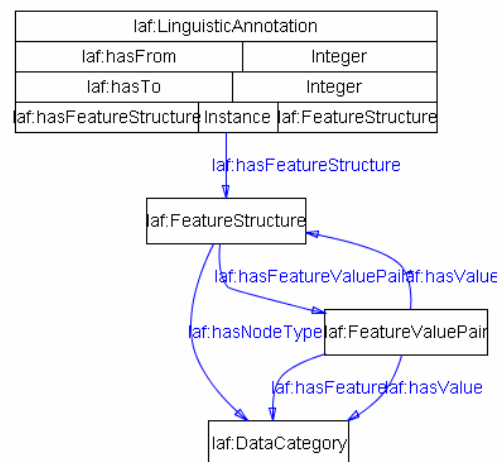 laf:LinguisticAnnotation
laf:hasFrom Integer
laf:hasTo Integer
laf:hasFeatureStructure Instance laf:FeatureStructure
laf:hasFeatureStructure
laf:FeatureStructure
laf:hasFeatureValuePair laf:hasValue
laf:hasNodeType laf:FeatureValuePair
laf:hasFeature laf:hasValue
laf:DataCategory